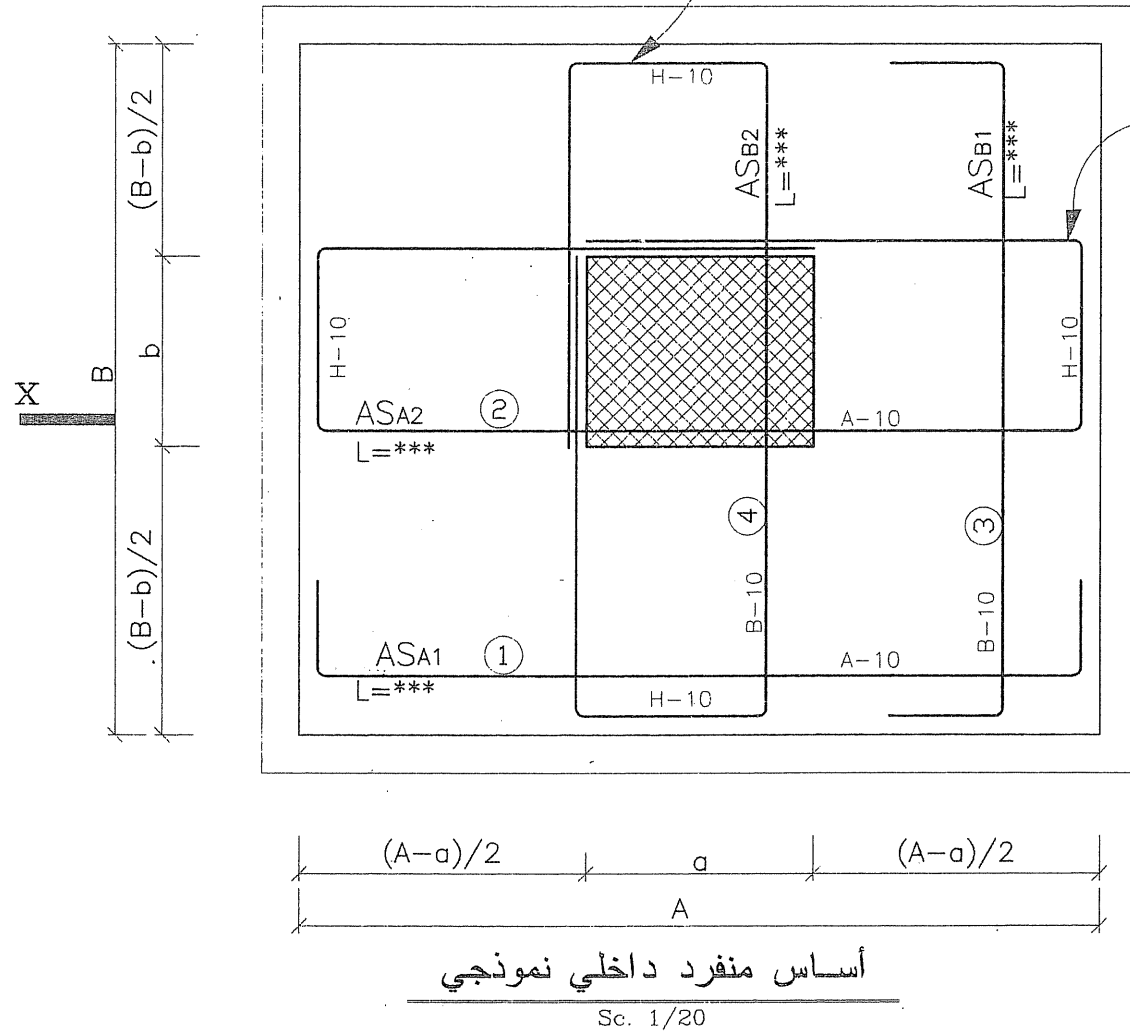 H-10
ASB2
L=***
ASB1
L=***
(B-b)/2
b
B
(B-b)/2
X
H-10
H-10
ASA2
②
L=***
A-10
④
③
B-10
B-10
ASA1
①
L=***
A-10
H-10
(A-a)/2
a
(A-a)/2
A
أساس منفرد داخلي نموذجي
Sc. 1/20